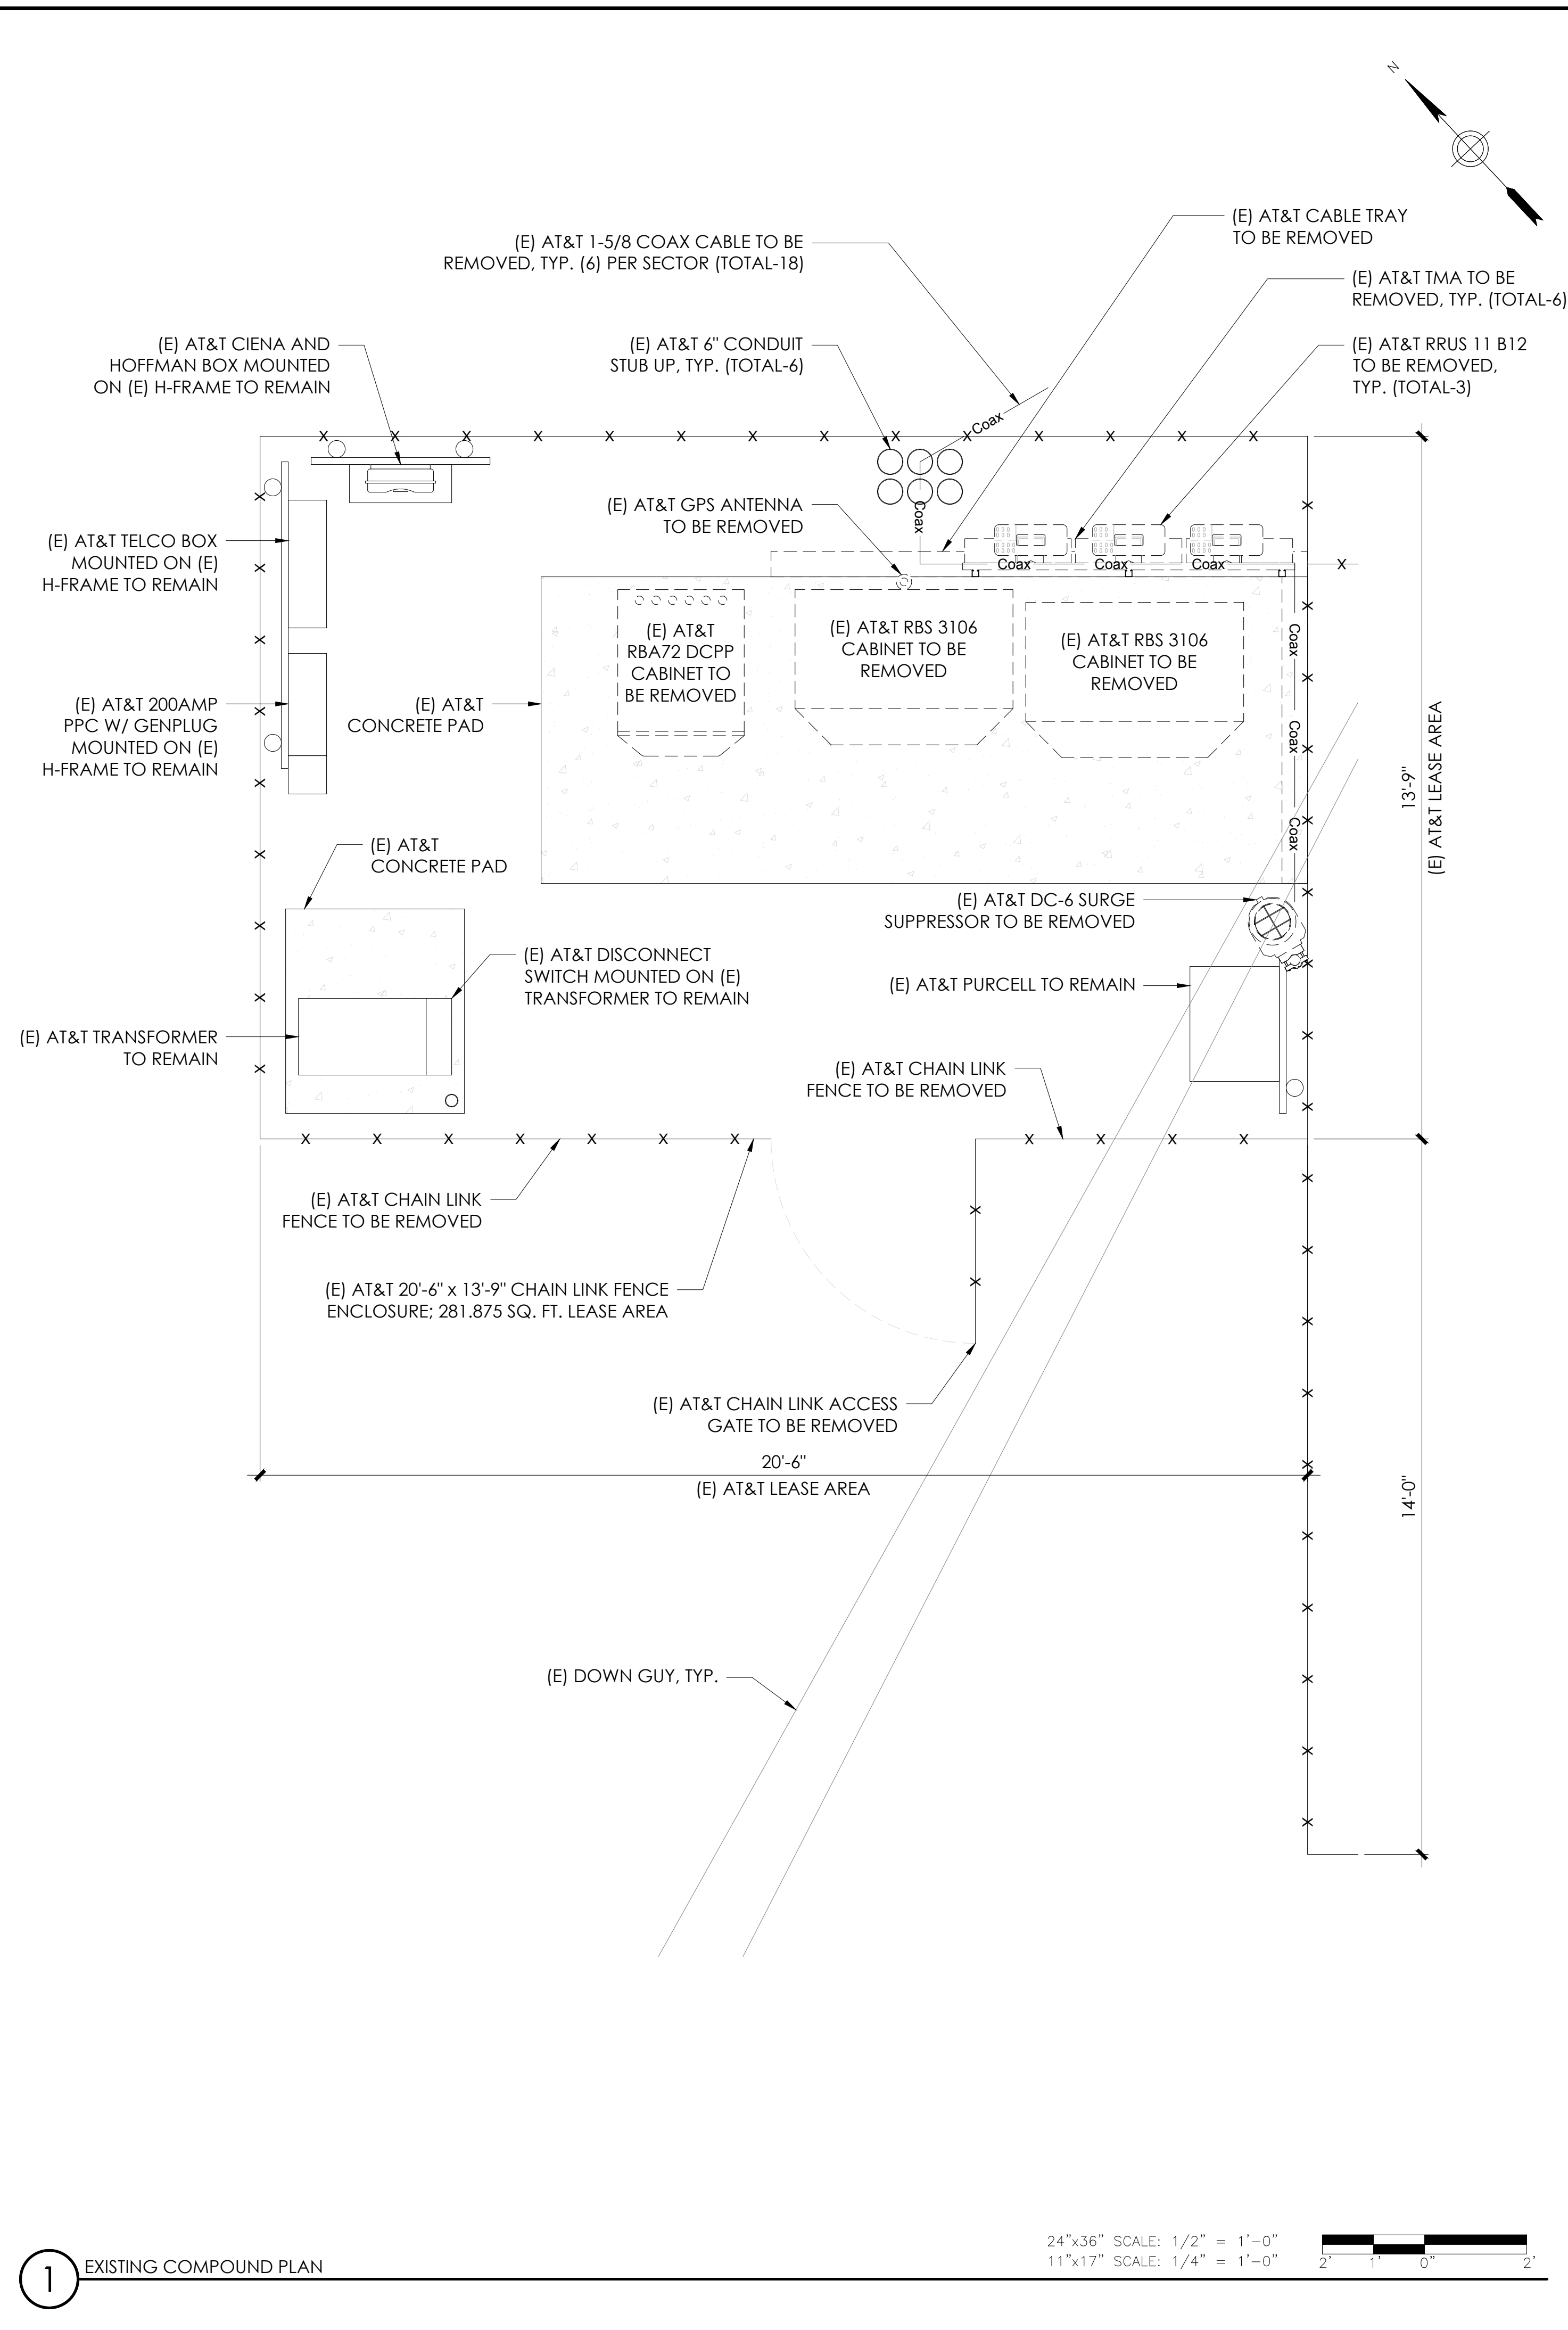 N
(E) AT&T CABLE TRAY
TO BE REMOVED
(E) AT&T 1-5/8 COAX CABLE TO BE
REMOVED, TYP. (6) PER SECTOR (TOTAL-18)
(E) AT&T TMA TO BE
REMOVED, TYP. (TOTAL-6)
(E) AT&T CIENA AND
HOFFMAN BOX MOUNTED
ON (E) H-FRAME TO REMAIN
(E) AT&T 6" CONDUIT
STUB UP, TYP. (TOTAL-6)
(E) AT&T RRUS 11 B12
TO BE REMOVED,
TYP. (TOTAL-3)
Coax
(E) AT&T GPS ANTENNA
TO BE REMOVED
Coax
(E) AT&T TELCO BOX
MOUNTED ON (E)
H-FRAME TO REMAIN
Coax
Coax
Coax
(E) AT&T
RBA72 DCPP
CABINET TO
BE REMOVED
(E) AT&T RBS 3106
CABINET TO BE
REMOVED
(E) AT&T RBS 3106
CABINET TO BE
REMOVED
Coax
Coax
Coax
(E) AT&T 200AMP
PPC W/ GENPLUG
MOUNTED ON (E)
H-FRAME TO REMAIN
(E) AT&T
CONCRETE PAD
13'-9"
(E) AT&T LEASE AREA
(E) AT&T
CONCRETE PAD
(E) AT&T DC-6 SURGE
SUPPRESSOR TO BE REMOVED
(E) AT&T DISCONNECT
SWITCH MOUNTED ON (E)
TRANSFORMER TO REMAIN
(E) AT&T PURCELL TO REMAIN
(E) AT&T TRANSFORMER
TO REMAIN
(E) AT&T CHAIN LINK
FENCE TO BE REMOVED
(E) AT&T CHAIN LINK
FENCE TO BE REMOVED
(E) AT&T 20'-6" x 13'-9" CHAIN LINK FENCE
ENCLOSURE; 281.875 SQ. FT. LEASE AREA
(E) AT&T CHAIN LINK ACCESS
GATE TO BE REMOVED
20'-6"
(E) AT&T LEASE AREA
14'-0"
(E) DOWN GUY, TYP.
1
EXISTING COMPOUND PLAN
24"x36" SCALE: 1/2" = 1'-0"
11"x17" SCALE: 1/4" = 1'-0"
2' 1' 0" 2'